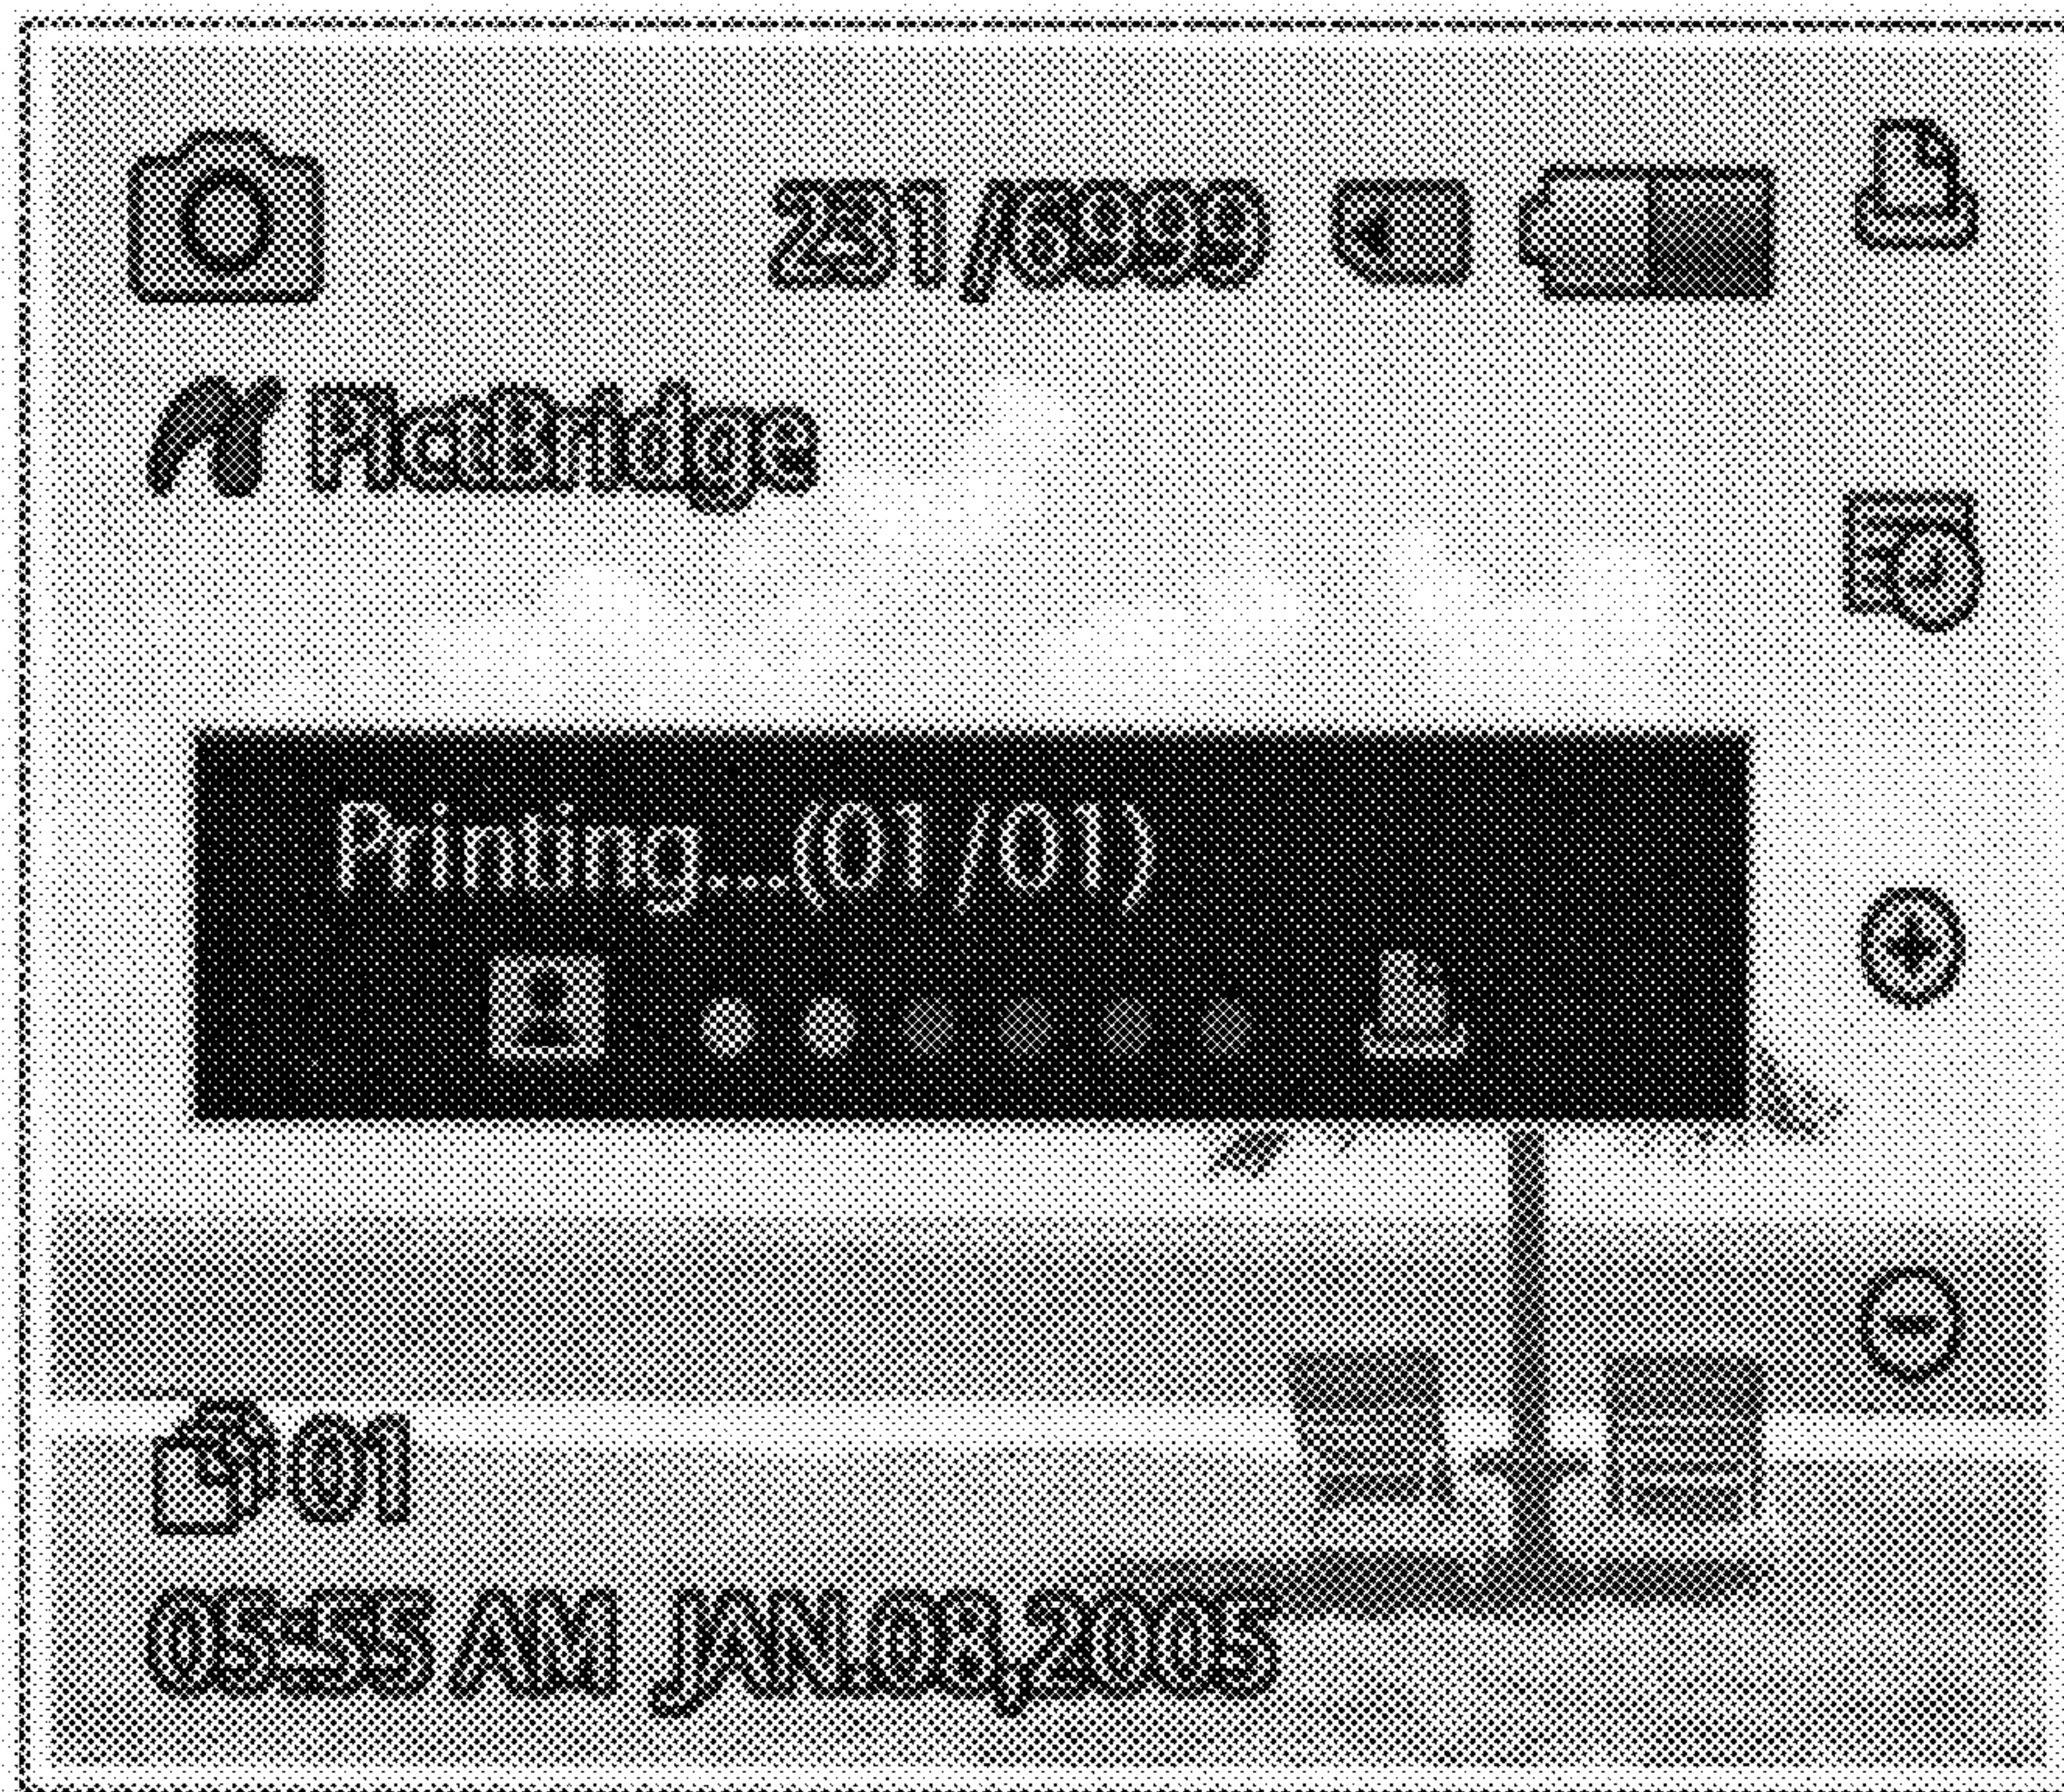 231/6999
PictBridge
Printing...(01/01)
01
05:55 AM JAN.08,2005